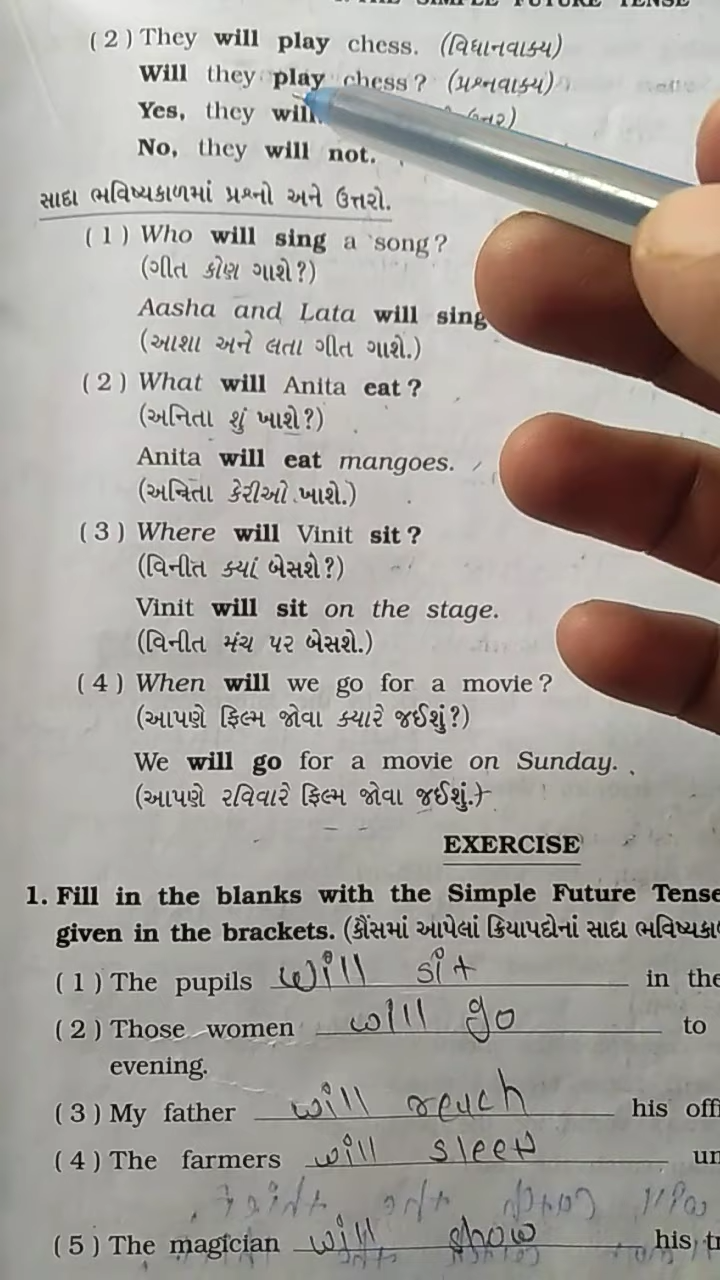 THE SIMPLE FUTURE TENSE
( 2 ) They will play chess. (વિધાનવાક્ય)
Will they play chess? (પ્રશ્નવાક્ય)
Yes, they will.
No, they will not.
સાદા ભવિષ્યકાળમાં પ્રશ્નો અને ઉત્તરો.
( 1 ) Who will sing a song?
(ગીત કોણ ગાશે?)
Aasha and Lata will sing
(આશા અને લતા ગીત ગાશે.)
( 2 ) What will Anita eat?
(અનિતા શું ખાશે?)
Anita will eat mangoes.
(અનિતા કેરીઓ ખાશે.)
( 3 ) Where will Vinit sit?
(વિનીત ક્યાં બેસશે?)
Vinit will sit on the stage.
(વિનીત મંચ પર બેસશે.)
( 4 ) When will we go for a movie?
(આપણે ફિલ્મ જોવા ક્યારે જઈશું?)
We will go for a movie on Sunday.
(આપણે રવિવારે ફિલ્મ જોવા જઈશું.)
EXERCISE
1. Fill in the blanks with the Simple Future Tense
given in the brackets. (કૌંસમાં આપેલાં ક્રિયાપદોનાં સાદા ભવિષ્યકા
( 1 ) The pupils will sit in the
( 2 ) Those women will go to
evening.
( 3 ) My father will reach his off
( 4 ) The farmers will sleep un
( 5 ) The magician will show his tr